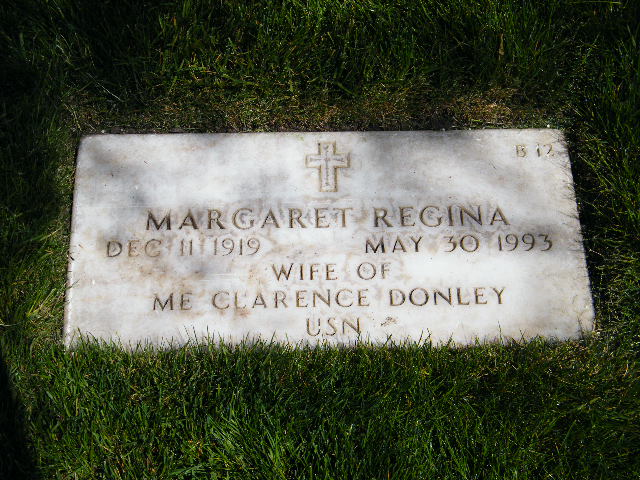 B 12
MARGARET REGINA
DEC 11 1919 MAY 30 1993
WIFE OF
ME CLARENCE DONLEY
USN